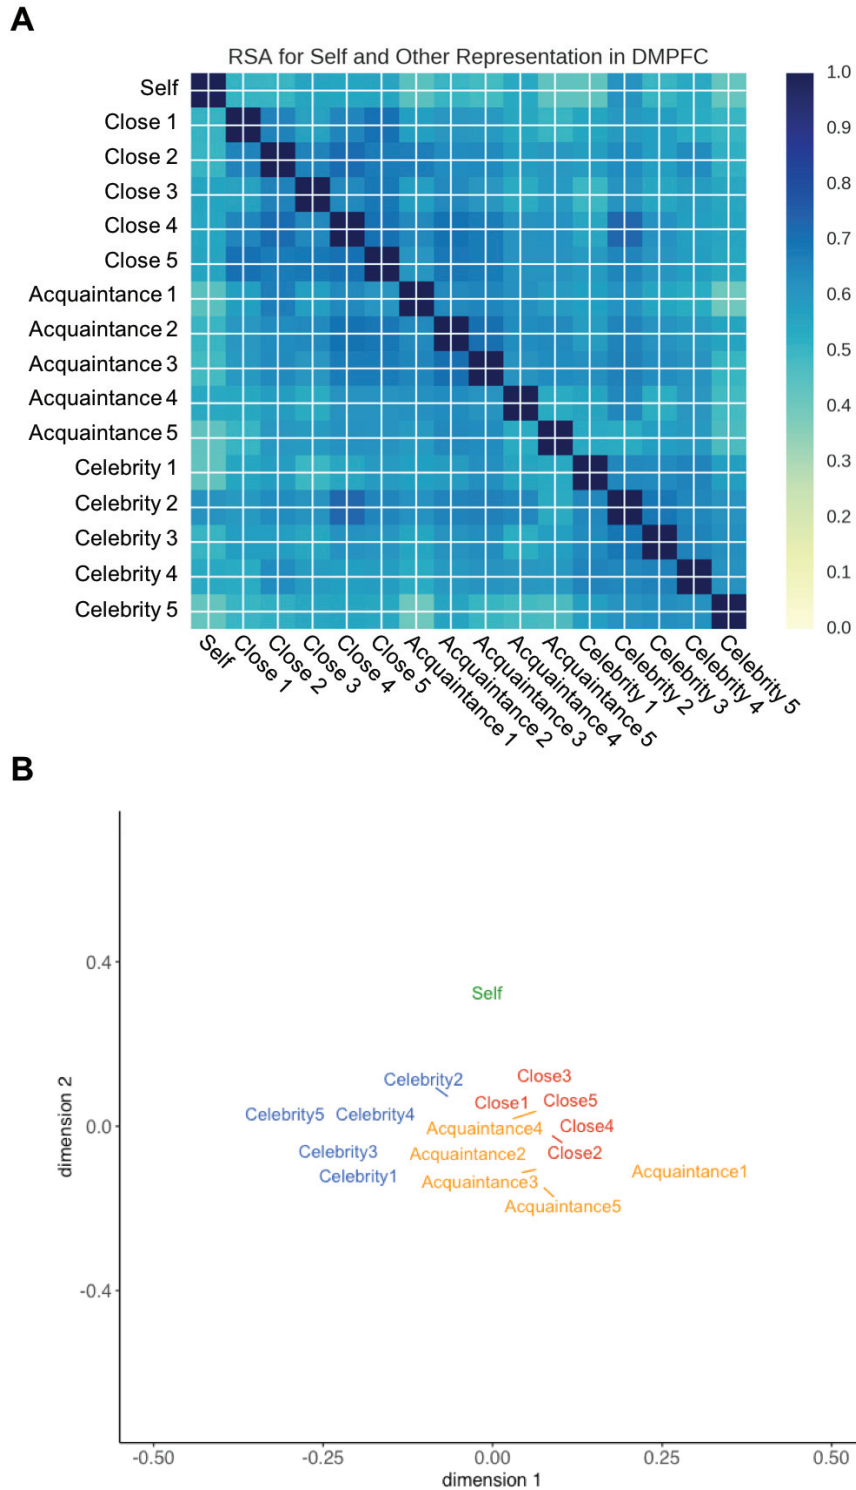 A
RSA for Self and Other Representation in DMPFC
Self
Close 1
Close 2
Close 3
Close 4
Close 5
Acquaintance 1
Acquaintance 2
Acquaintance 3
Acquaintance 4
Acquaintance 5
Celebrity 1
Celebrity 2
Celebrity 3
Celebrity 4
Celebrity 5
1.0
0.9
0.8
0.7
0.6
0.5
0.4
0.3
0.2
0.1
0.0
Self
Close 1
Close 2
Close 3
Close 4
Close 5
Acquaintance 1
Acquaintance 2
Acquaintance 3
Acquaintance 4
Acquaintance 5
Celebrity 1
Celebrity 2
Celebrity 3
Celebrity 4
Celebrity 5
B
dimension 2
0.4
0.0
-0.4
Self
Celebrity2
Close3
Close1
Close5
Celebrity5
Celebrity4
Acquaintance4
Close4
Celebrity3
Acquaintance2
Close2
Celebrity1
Acquaintance3
Acquaintance1
Acquaintance5
-0.50
-0.25
0.00
0.25
0.50
dimension 1